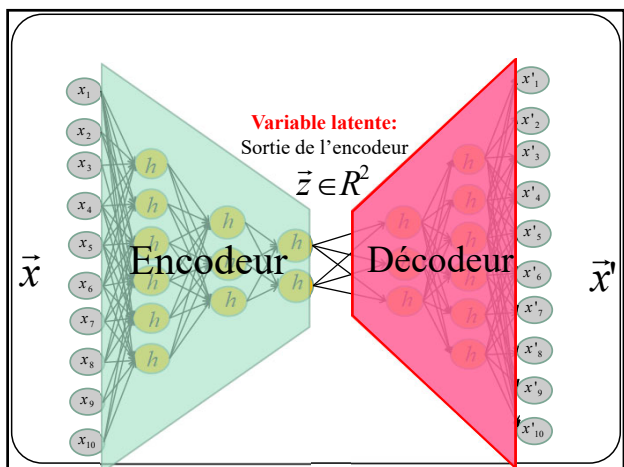 Variable latente:
Sortie de l'encodeur
z⃗ ∈ R²
x⃗
x₁
x₂
x₃
x₄
x₅
x₆
x₇
x₈
x₉
x₁₀
h
h
h
h
h
h
h
h
h
h
Encodeur
Décodeur
h
h
h
h
h
h
h
h
x'₁
x'₂
x'₃
x'₄
x'₅
x'₆
x'₇
x'₈
x'₉
x'₁₀
x⃗'